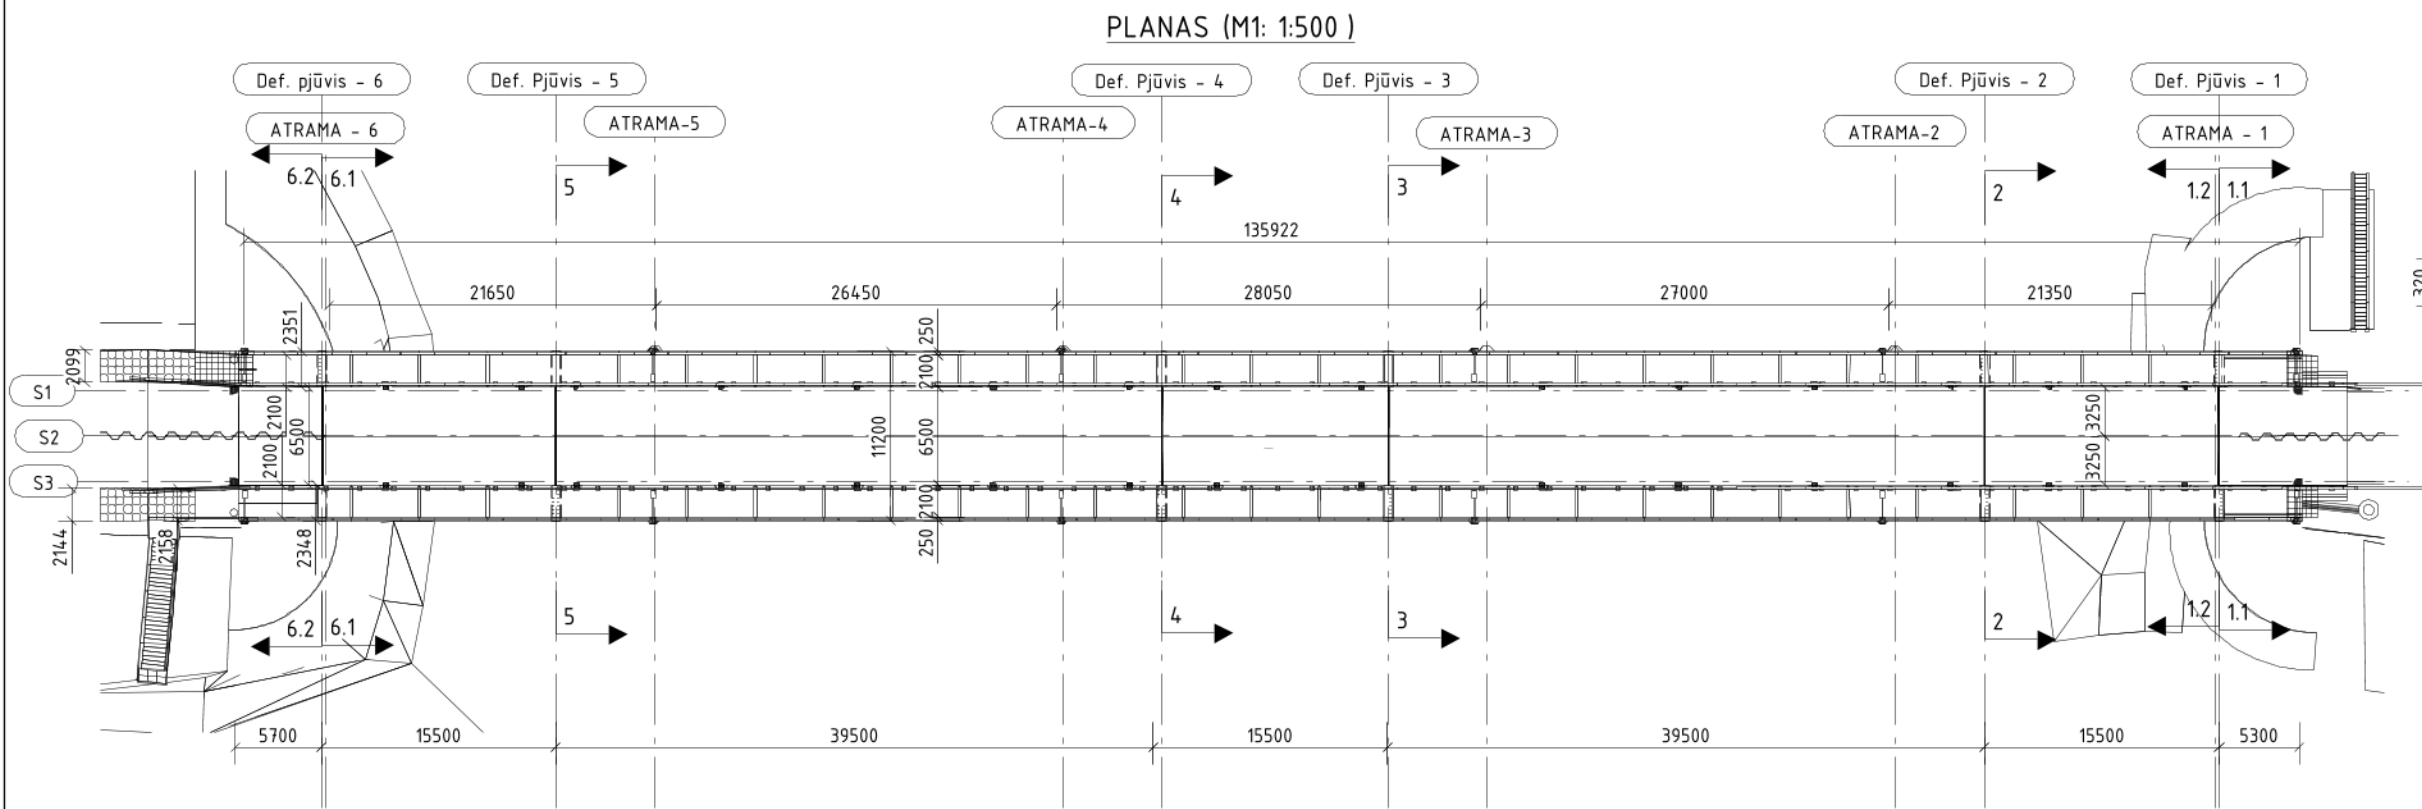 PLANAS (M1: 1:500 )
Def. pjūvis - 6
Def. Pjūvis - 5
Def. Pjūvis - 4
Def. Pjūvis - 3
Def. Pjūvis - 2
Def. Pjūvis - 1
ATRAMA - 6
ATRAMA-5
ATRAMA-4
ATRAMA-3
ATRAMA-2
ATRAMA - 1
6.2 6.1
5
4
3
2
1.2 1.1
135922
21650
26450
28050
27000
21350
320
2351
250
2099
2100
S1
2100
6500
11200
6500
3250
S2
2100
3250
S3
2100
2144
2158
2348
250
6.2 6.1
5
4
3
2
1.2 1.1
5700
15500
39500
15500
39500
15500
5300